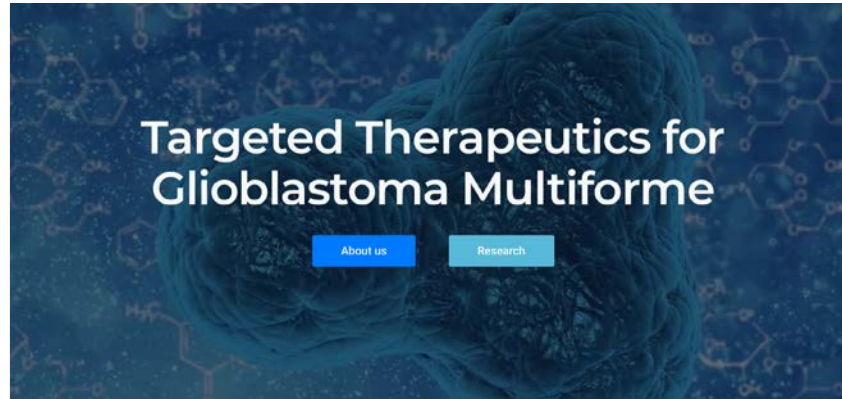 Targeted Therapeutics for
Glioblastoma Multiforme
About us
Research